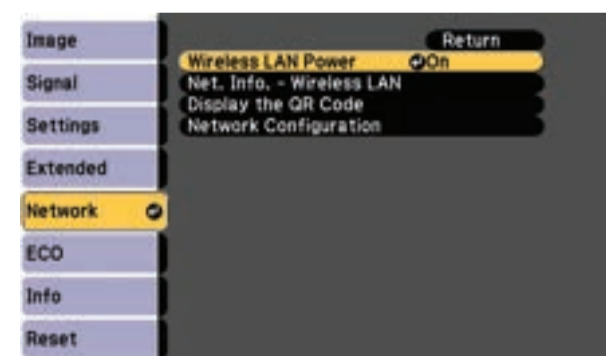 Image
Signal
Settings
Extended
Network
ECO
Info
Reset
Return
Wireless LAN Power On
Net. Info. - Wireless LAN
Display the QR Code
Network Configuration